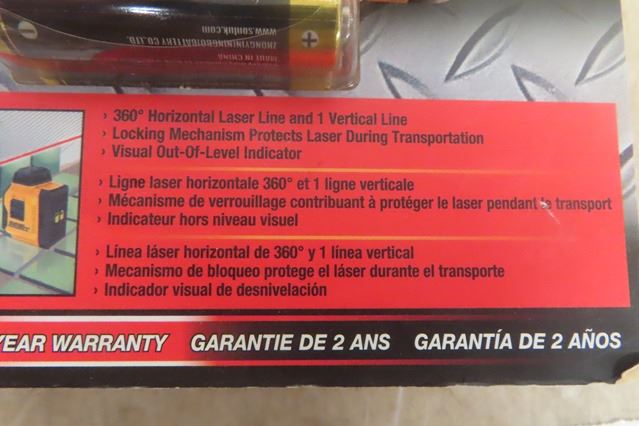 www.sonluk.com
ZHONGYIN(NINGBO)BATTERY CO.,LTD.
MADE IN CHINA
› 360° Horizontal Laser Line and 1 Vertical Line
› Locking Mechanism Protects Laser During Transportation
› Visual Out-Of-Level Indicator
› Ligne laser horizontale 360° et 1 ligne verticale
› Mécanisme de verrouillage contribuant à protéger le laser pendant le transport
› Indicateur hors niveau visuel
› Línea láser horizontal de 360° y 1 línea vertical
› Mecanismo de bloqueo protege el láser durante el transporte
› Indicador visual de desnivelación
YEAR WARRANTY GARANTIE DE 2 ANS GARANTÍA DE 2 AÑOS